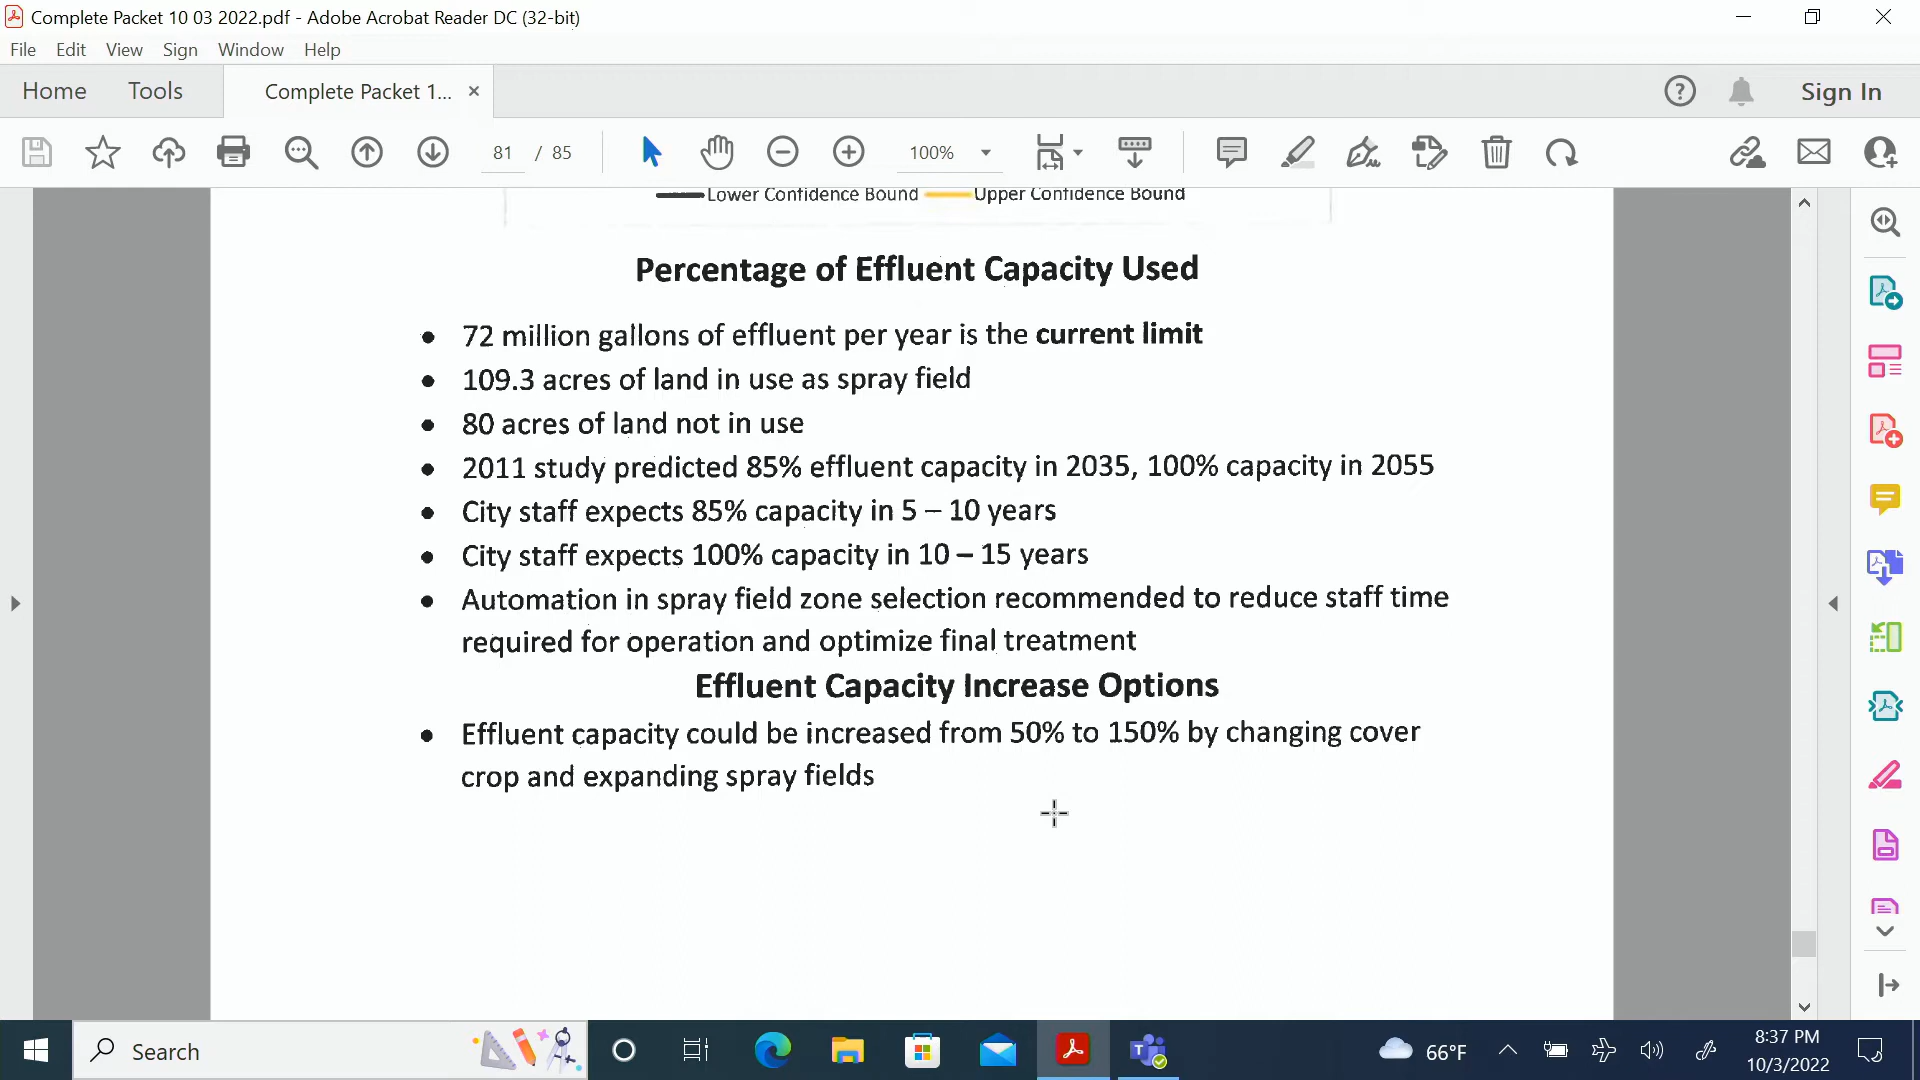 Complete Packet 10 03 2022.pdf - Adobe Acrobat Reader DC (32-bit)
File Edit View Sign Window Help
Home Tools Complete Packet 1... × Sign In
81 / 85 100%
Lower Confidence Bound Upper Confidence Bound
Percentage of Effluent Capacity Used
• 72 million gallons of effluent per year is the current limit
• 109.3 acres of land in use as spray field
• 80 acres of land not in use
• 2011 study predicted 85% effluent capacity in 2035, 100% capacity in 2055
• City staff expects 85% capacity in 5 – 10 years
• City staff expects 100% capacity in 10 – 15 years
• Automation in spray field zone selection recommended to reduce staff time
required for operation and optimize final treatment
Effluent Capacity Increase Options
• Effluent capacity could be increased from 50% to 150% by changing cover
crop and expanding spray fields
Search 66°F 8:37 PM
10/3/2022